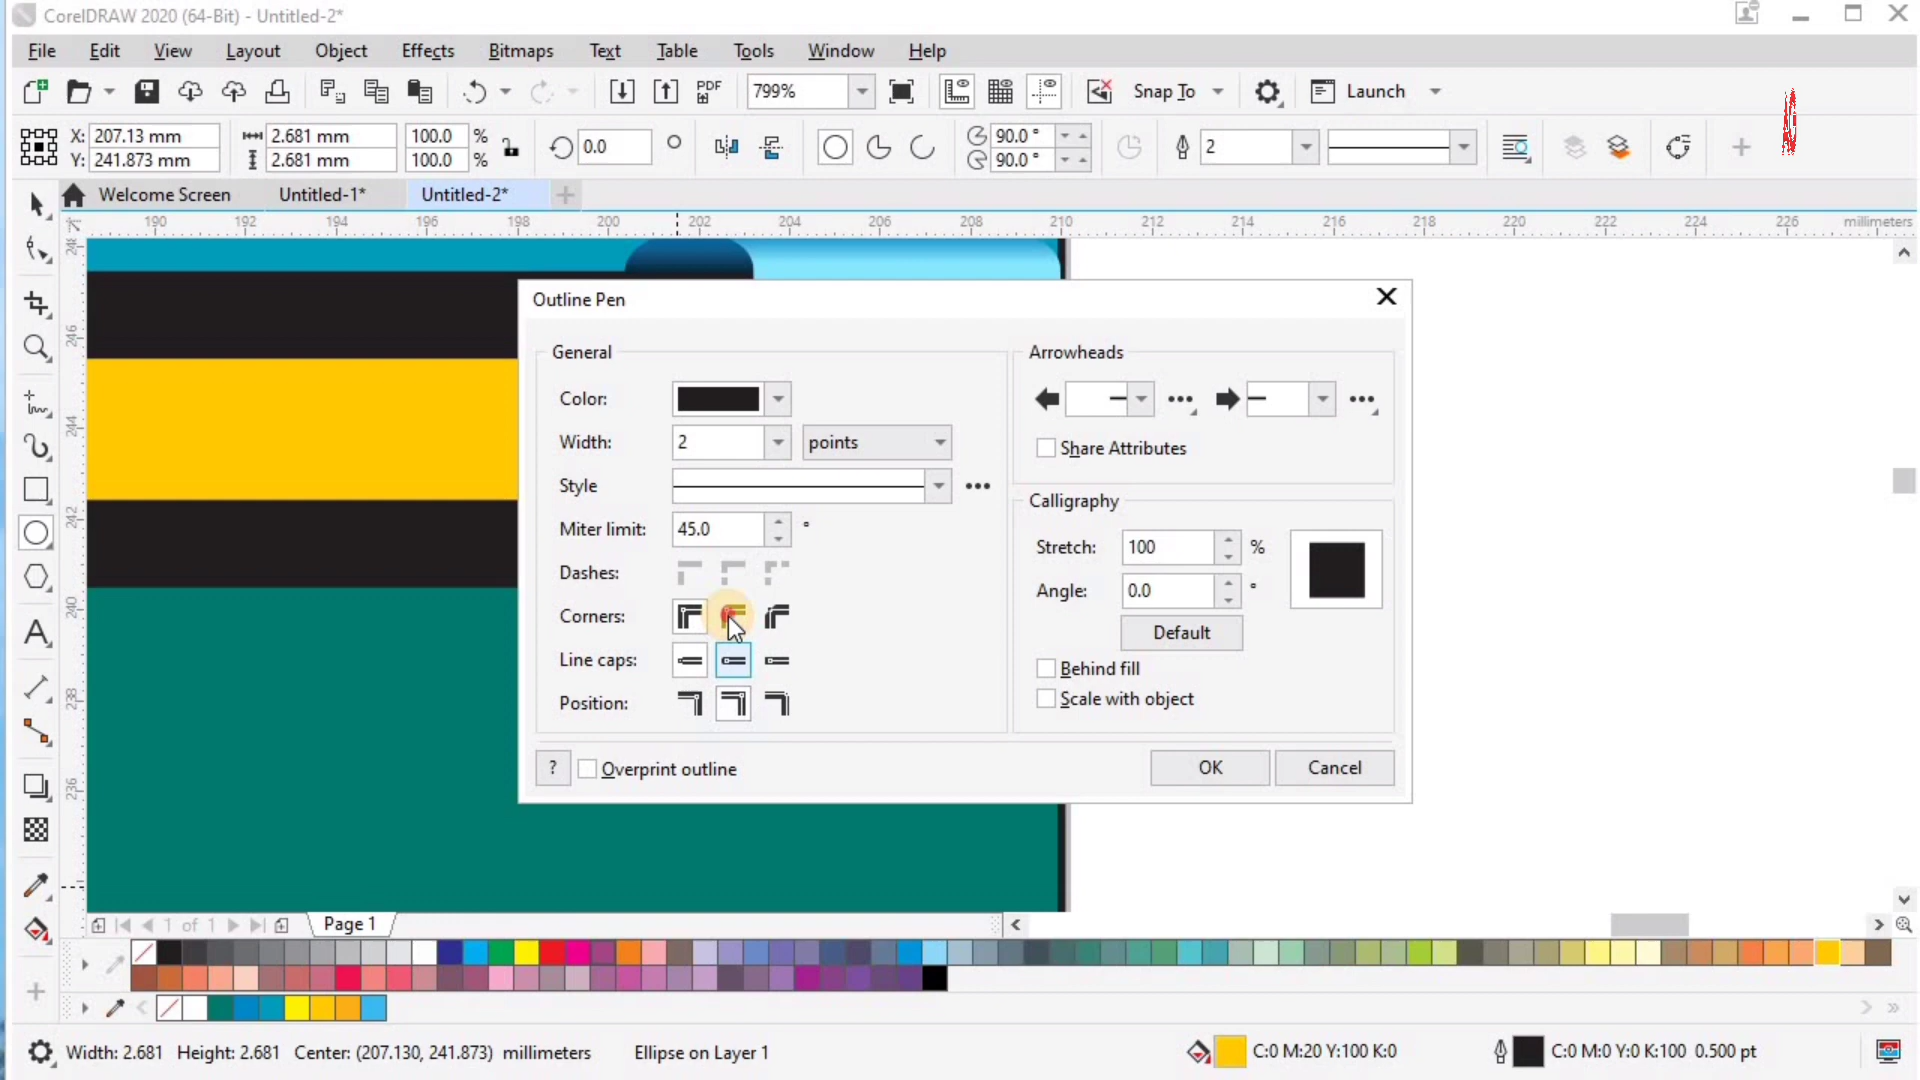 CorelDRAW 2020 (64-Bit) - Untitled-2*
File Edit View Layout Object Effects Bitmaps Text Table Tools Window Help
PDF 799% Snap To Launch
X: 207.13 mm 2.681 mm 100.0 % 0.0 ° 90.0 ° 2
Y: 241.873 mm 2.681 mm 100.0 % 90.0 °
Welcome Screen Untitled-1* Untitled-2*
190 192 194 196 198 200 202 204 206 208 210 212 214 216 218 220 222 224 226 millimeters
246
244
242
240
238
236
Outline Pen
General
Color:
Width: 2 points
Style
Miter limit: 45.0 °
Dashes:
Corners:
Line caps:
Position:
Arrowheads
Share Attributes
Calligraphy
Stretch: 100 %
Angle: 0.0 °
Default
Behind fill
Scale with object
? Overprint outline OK Cancel
1 of 1 Page 1
Width: 2.681 Height: 2.681 Center: (207.130, 241.873) millimeters Ellipse on Layer 1 C:0 M:20 Y:100 K:0 C:0 M:0 Y:0 K:100 0.500 pt